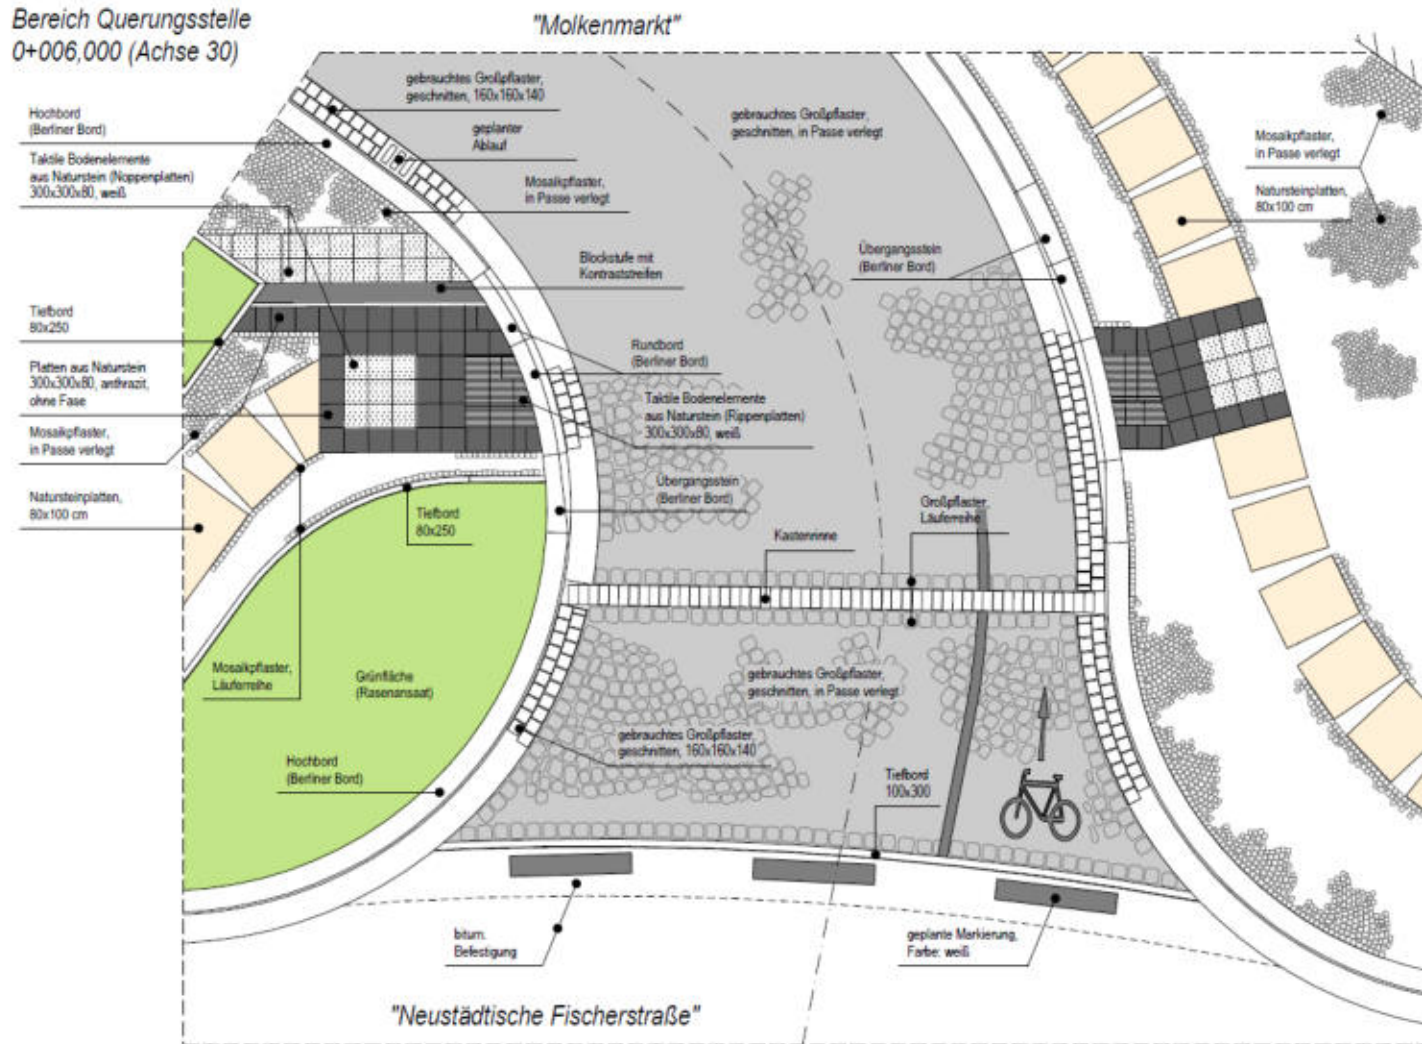 Bereich Querungsstelle
0+006,000 (Achse 30)
"Molkenmarkt"
gebrauchtes Großpflaster,
geschnitten, 160x160x140
geplanter
Ablauf
Mosaikpflaster,
in Passe verlegt
Blockstufe mit
Kontraststreifen
Hochbord
(Berliner Bord)
Taktile Bodenelemente
aus Naturstein (Noppenplatten)
300x300x80, weiß
Tiefbord
80x250
Platten aus Naturstein
300x300x80, anthrazit,
ohne Fase
Mosaikpflaster,
in Passe verlegt
Natursteinplatten,
80x100 cm
gebrauchtes Großpflaster,
geschnitten, in Passe verlegt
Übergangsstein
(Berliner Bord)
Mosaikpflaster,
in Passe verlegt
Natursteinplatten,
80x100 cm
Rundbord
(Berliner Bord)
Taktile Bodenelemente
aus Naturstein (Rippenplatten)
300x300x80, weiß
Übergangsstein
(Berliner Bord)
Tiefbord
80x250
Großpflaster,
Läuferreihe
Kastenrinne
Mosaikpflaster,
Läuferreihe
Grünfläche
(Rasenansaat)
gebrauchtes Großpflaster,
geschnitten, in Passe verlegt
gebrauchtes Großpflaster,
geschnitten, 160x160x140
Hochbord
(Berliner Bord)
Tiefbord
100x300
bitum.
Befestigung
geplante Markierung,
Farbe: weiß
"Neustädtische Fischerstraße"